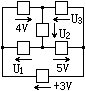 4V U₃
U₂
U₁ 5V
+3V